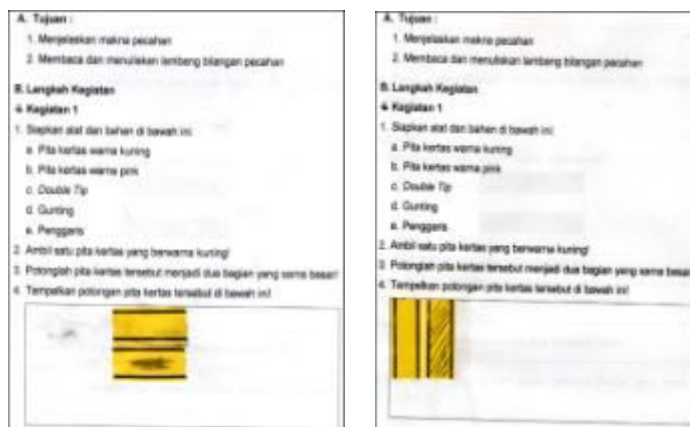 A. Tujuan :
1. Menjelaskan makna pecahan
2. Membaca dan menuliskan lambang bilangan pecahan
B. Langkah Kegiatan
Kegiatan 1
1. Siapkan alat dan bahan di bawah ini:
a. Pita kertas warna kuning
b. Pita kertas warna pink
c. Double Tip
d. Gunting
e. Penggaris
2. Ambil satu pita kertas yang berwarna kuning!
3. Potonglah pita kertas tersebut menjadi dua bagian yang sama besar!
4. Tempelkan potongan pita kertas tersebut di bawah ini!
A. Tujuan :
1. Menjelaskan makna pecahan
2. Membaca dan menuliskan lambang bilangan pecahan
B. Langkah Kegiatan
Kegiatan 1
1. Siapkan alat dan bahan di bawah ini:
a. Pita kertas warna kuning
b. Pita kertas warna pink
c. Double Tip
d. Gunting
e. Penggaris
2. Ambil satu pita kertas yang berwarna kuning!
3. Potonglah pita kertas tersebut menjadi dua bagian yang sama besar!
4. Tempelkan potongan pita kertas tersebut di bawah ini!